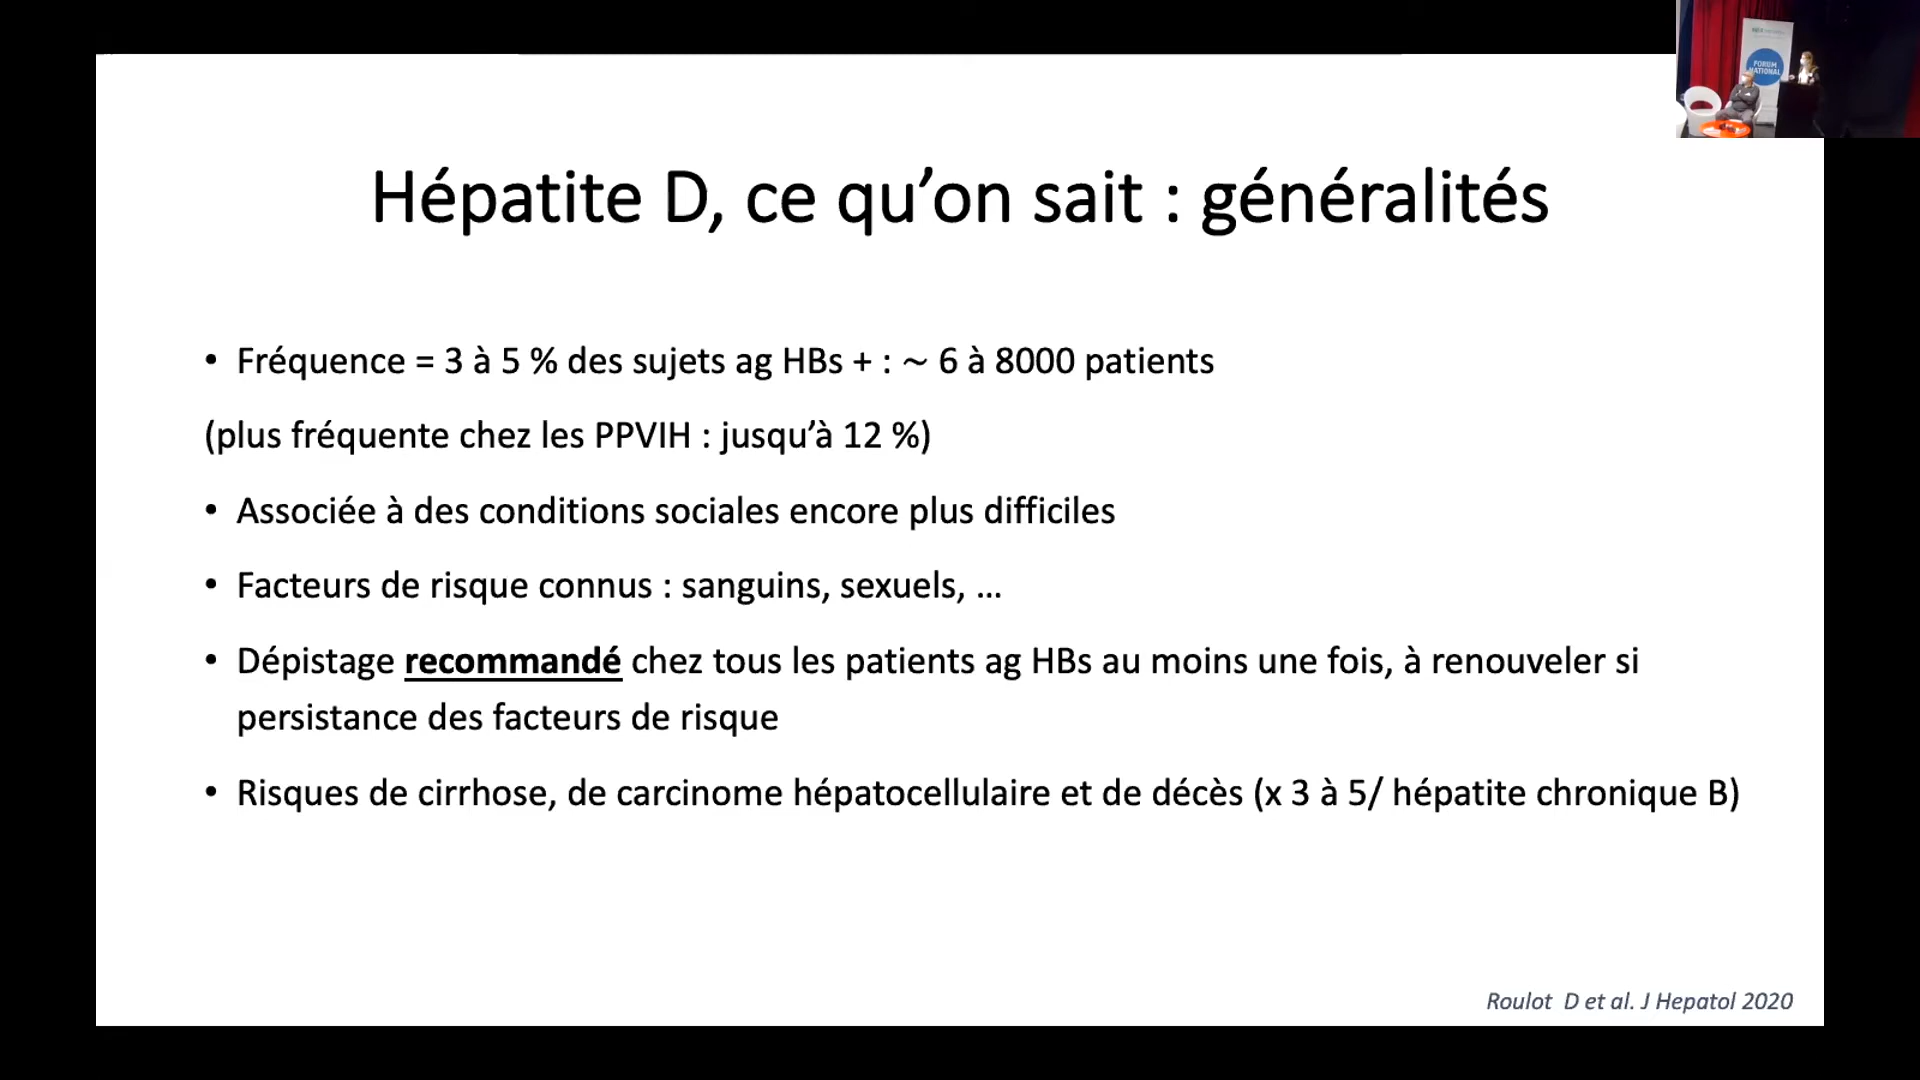 FORUM
NATIONAL
Hépatite D, ce qu’on sait : généralités
• Fréquence = 3 à 5 % des sujets ag HBs + : ~ 6 à 8000 patients
(plus fréquente chez les PPVIH : jusqu’à 12 %)
• Associée à des conditions sociales encore plus difficiles
• Facteurs de risque connus : sanguins, sexuels, ...
• Dépistage recommandé chez tous les patients ag HBs au moins une fois, à renouveler si
persistance des facteurs de risque
• Risques de cirrhose, de carcinome hépatocellulaire et de décès (x 3 à 5/ hépatite chronique B)
Roulot D et al. J Hepatol 2020